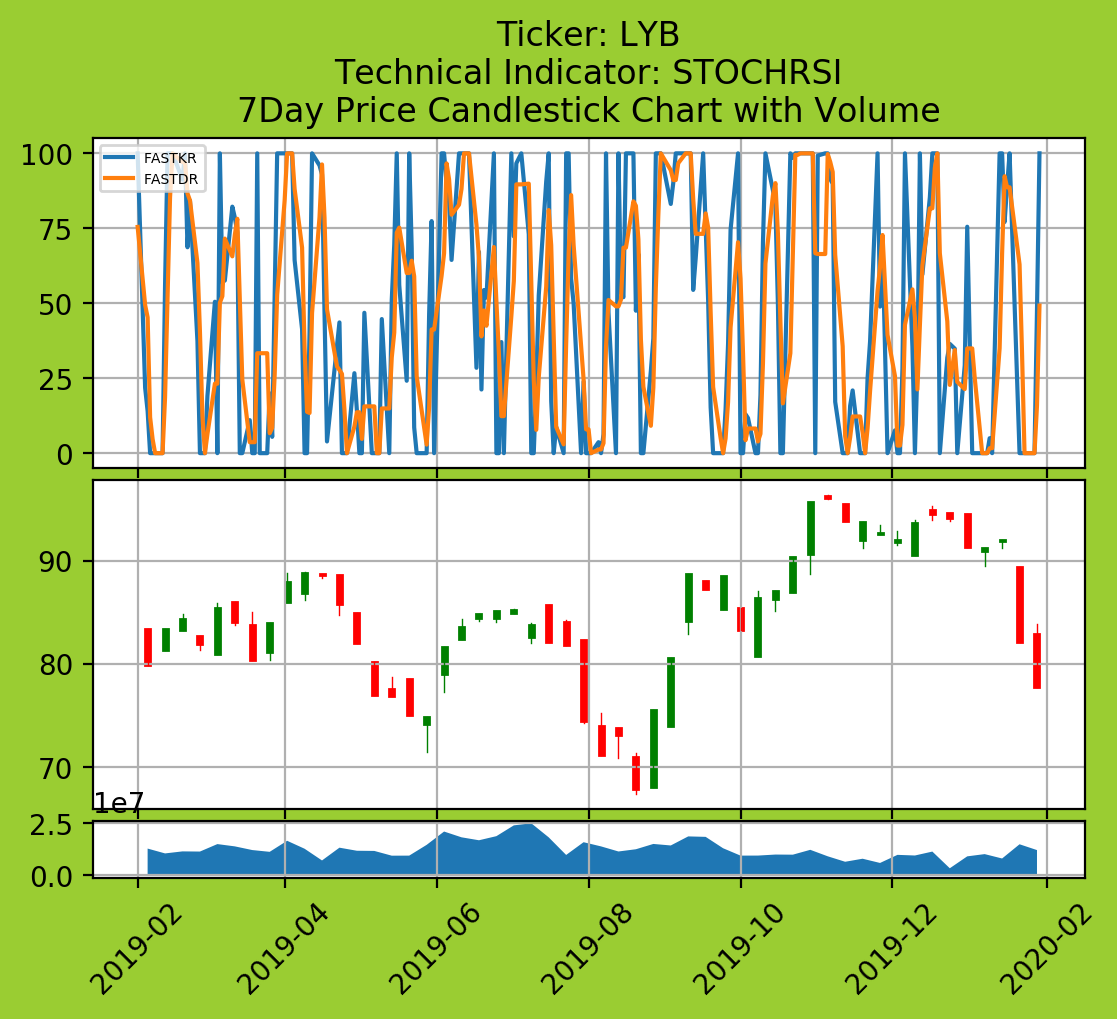 Ticker: LYB
Technical Indicator: STOCHRSI
7Day Price Candlestick Chart with Volume
100
75
50
25
0
FASTKR
FASTDR
90
80
70
1e7
2.5
0.0
2019-02
2019-04
2019-06
2019-08
2019-10
2019-12
2020-02